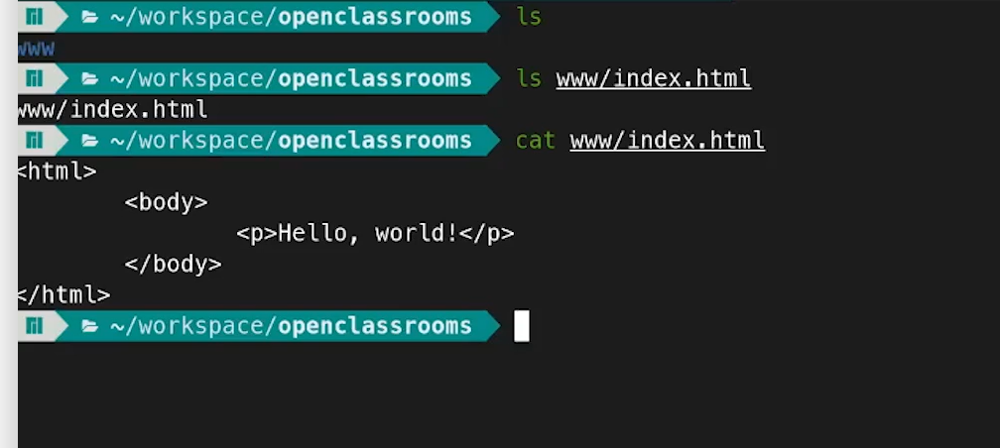 ~/workspace/openclassrooms ls
www
~/workspace/openclassrooms ls www/index.html
www/index.html
~/workspace/openclassrooms cat www/index.html
<html>
        <body>
                <p>Hello, world!</p>
        </body>
</html>
~/workspace/openclassrooms